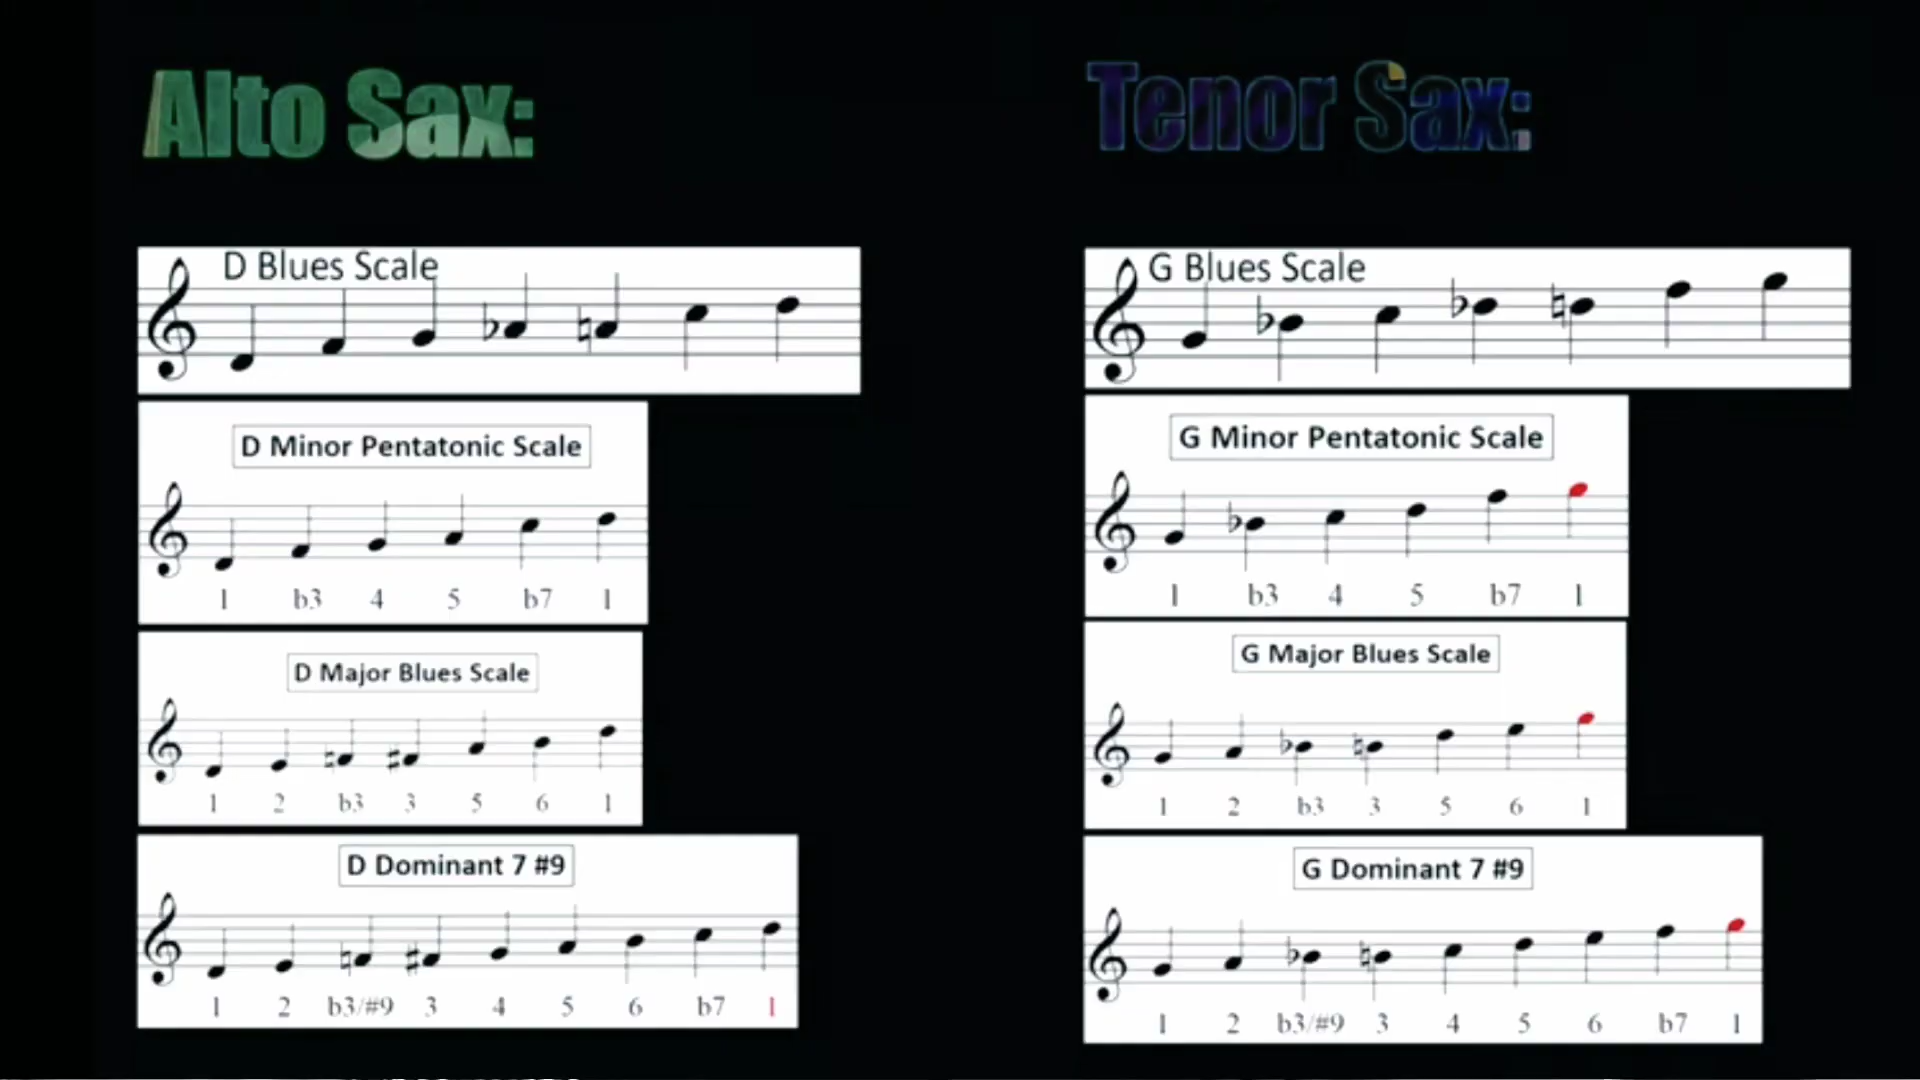 Alto Sax:
D Blues Scale
D Minor Pentatonic Scale
1 b3 4 5 b7 1
D Major Blues Scale
1 2 b3 3 5 6 1
D Dominant 7 #9
1 2 b3/#9 3 4 5 6 b7 1
Tenor Sax:
G Blues Scale
G Minor Pentatonic Scale
1 b3 4 5 b7 1
G Major Blues Scale
1 2 b3 3 5 6 1
G Dominant 7 #9
1 2 b3/#9 3 4 5 6 b7 1